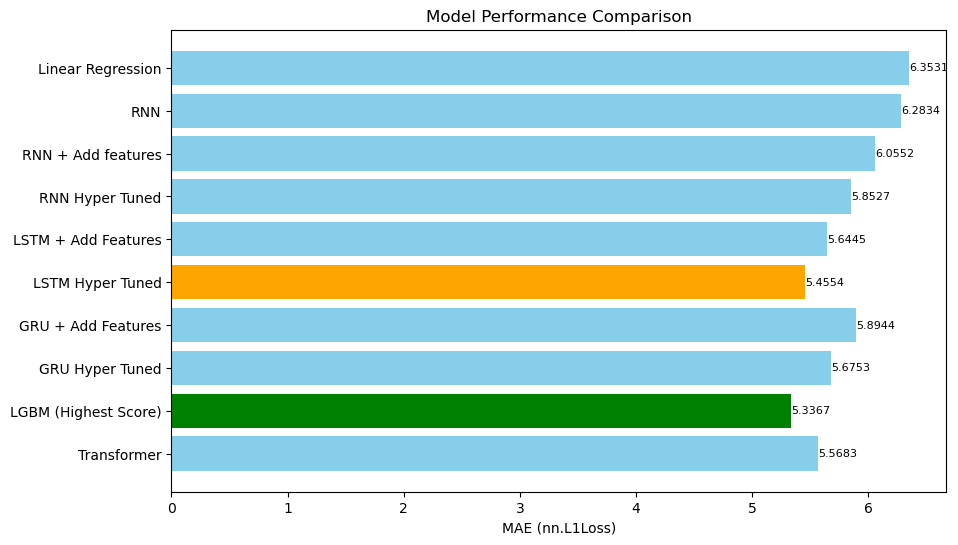 Model Performance Comparison
Linear Regression 6.3531
RNN 6.2834
RNN + Add features 6.0552
RNN Hyper Tuned 5.8527
LSTM + Add Features 5.6445
LSTM Hyper Tuned 5.4554
GRU + Add Features 5.8944
GRU Hyper Tuned 5.6753
LGBM (Highest Score) 5.3367
Transformer 5.5683
0 1 2 3 4 5 6
MAE (nn.L1Loss)